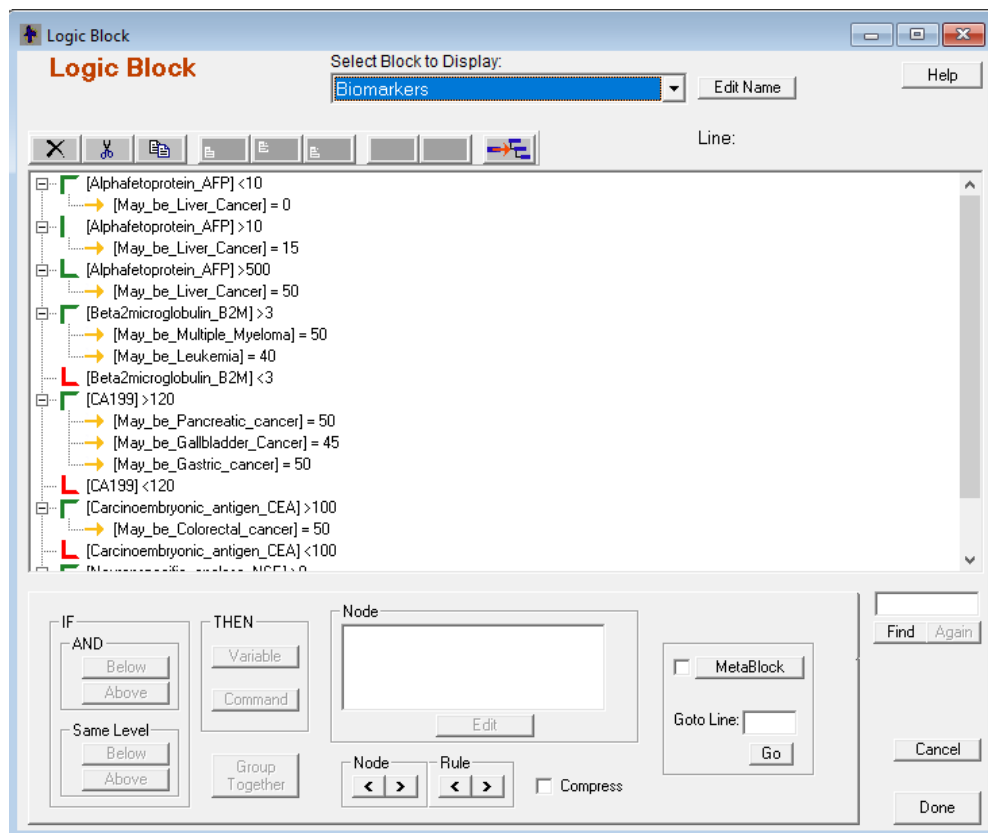 Logic Block
Logic Block
Select Block to Display:
Biomarkers
Edit Name
Help
Line:
[Alphafetoprotein_AFP] <10
[May_be_Liver_Cancer] = 0
[Alphafetoprotein_AFP] >10
[May_be_Liver_Cancer] = 15
[Alphafetoprotein_AFP] >500
[May_be_Liver_Cancer] = 50
[Beta2microglobulin_B2M] >3
[May_be_Multiple_Myeloma] = 50
[May_be_Leukemia] = 40
[Beta2microglobulin_B2M] <3
[CA199] >120
[May_be_Pancreatic_cancer] = 50
[May_be_Gallbladder_Cancer] = 45
[May_be_Gastric_cancer] = 50
[CA199] <120
[Carcinoembryonic_antigen_CEA] >100
[May_be_Colorectal_cancer] = 50
[Carcinoembryonic_antigen_CEA] <100
IF
AND
Below
Above
Same Level
Below
Above
THEN
Variable
Command
Group
Together
Node
Edit
Node
< >
Rule
< >
Compress
MetaBlock
Goto Line:
Go
Find Again
Cancel
Done